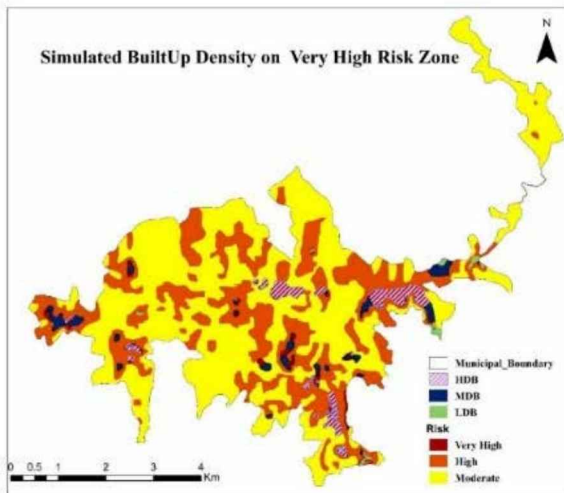 N
Simulated BuiltUp Density on Very High Risk Zone
Municipal_Boundary
HDB
MDB
LDB
Risk
Very High
High
Moderate
0 0.5 1 2 3 4
Km